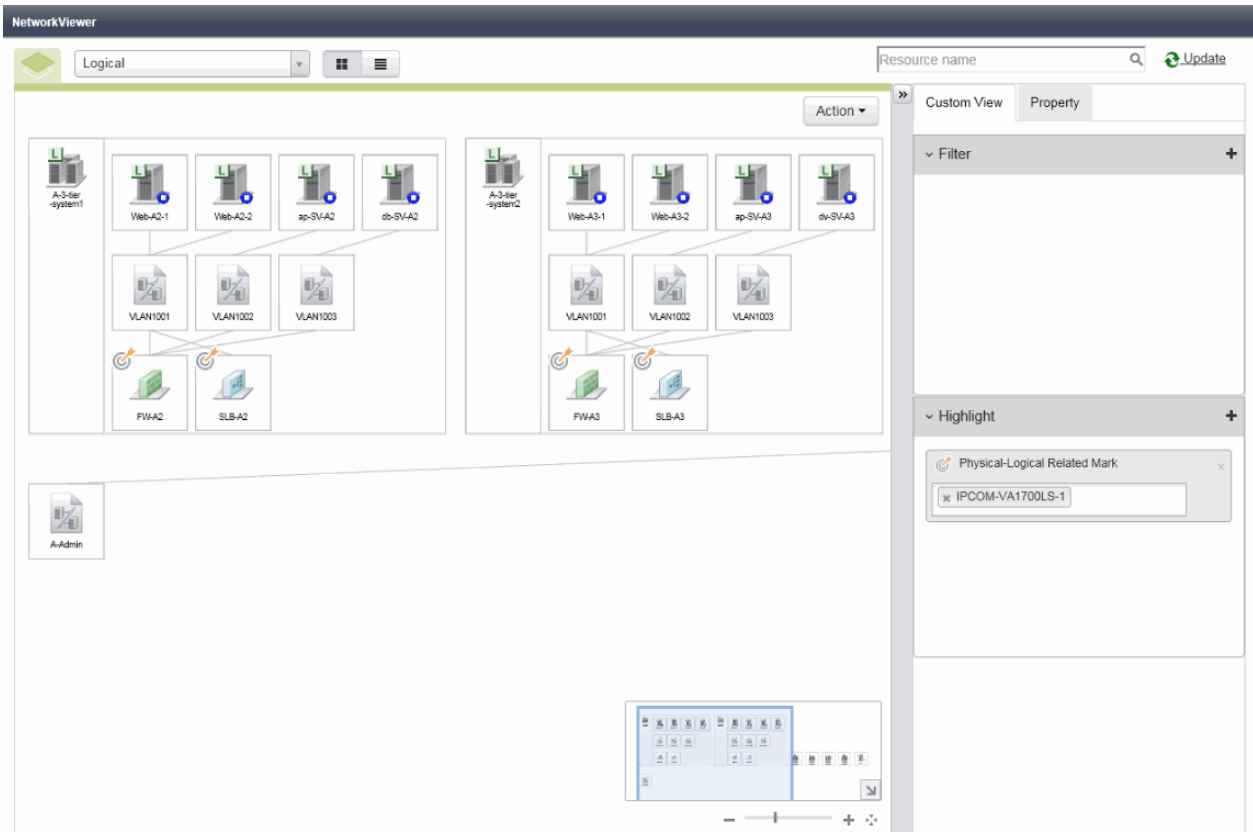 NetworkViewer
Logical
Resource name
Update
Action
Custom View
Property
Filter
L
A-3-tier
-system1
L
Web-A2-1
L
Web-A2-2
L
ap-SV-A2
L
db-SV-A2
L
A-3-tier
-system2
L
Web-A3-1
L
Web-A3-2
L
ap-SV-A3
L
dv-SV-A3
VLAN1001
VLAN1002
VLAN1003
VLAN1001
VLAN1002
VLAN1003
FW-A2
SLB-A2
FW-A3
SLB-A3
Highlight
Physical-Logical Related Mark
IPCOM-VA1700LS-1
A-Admin